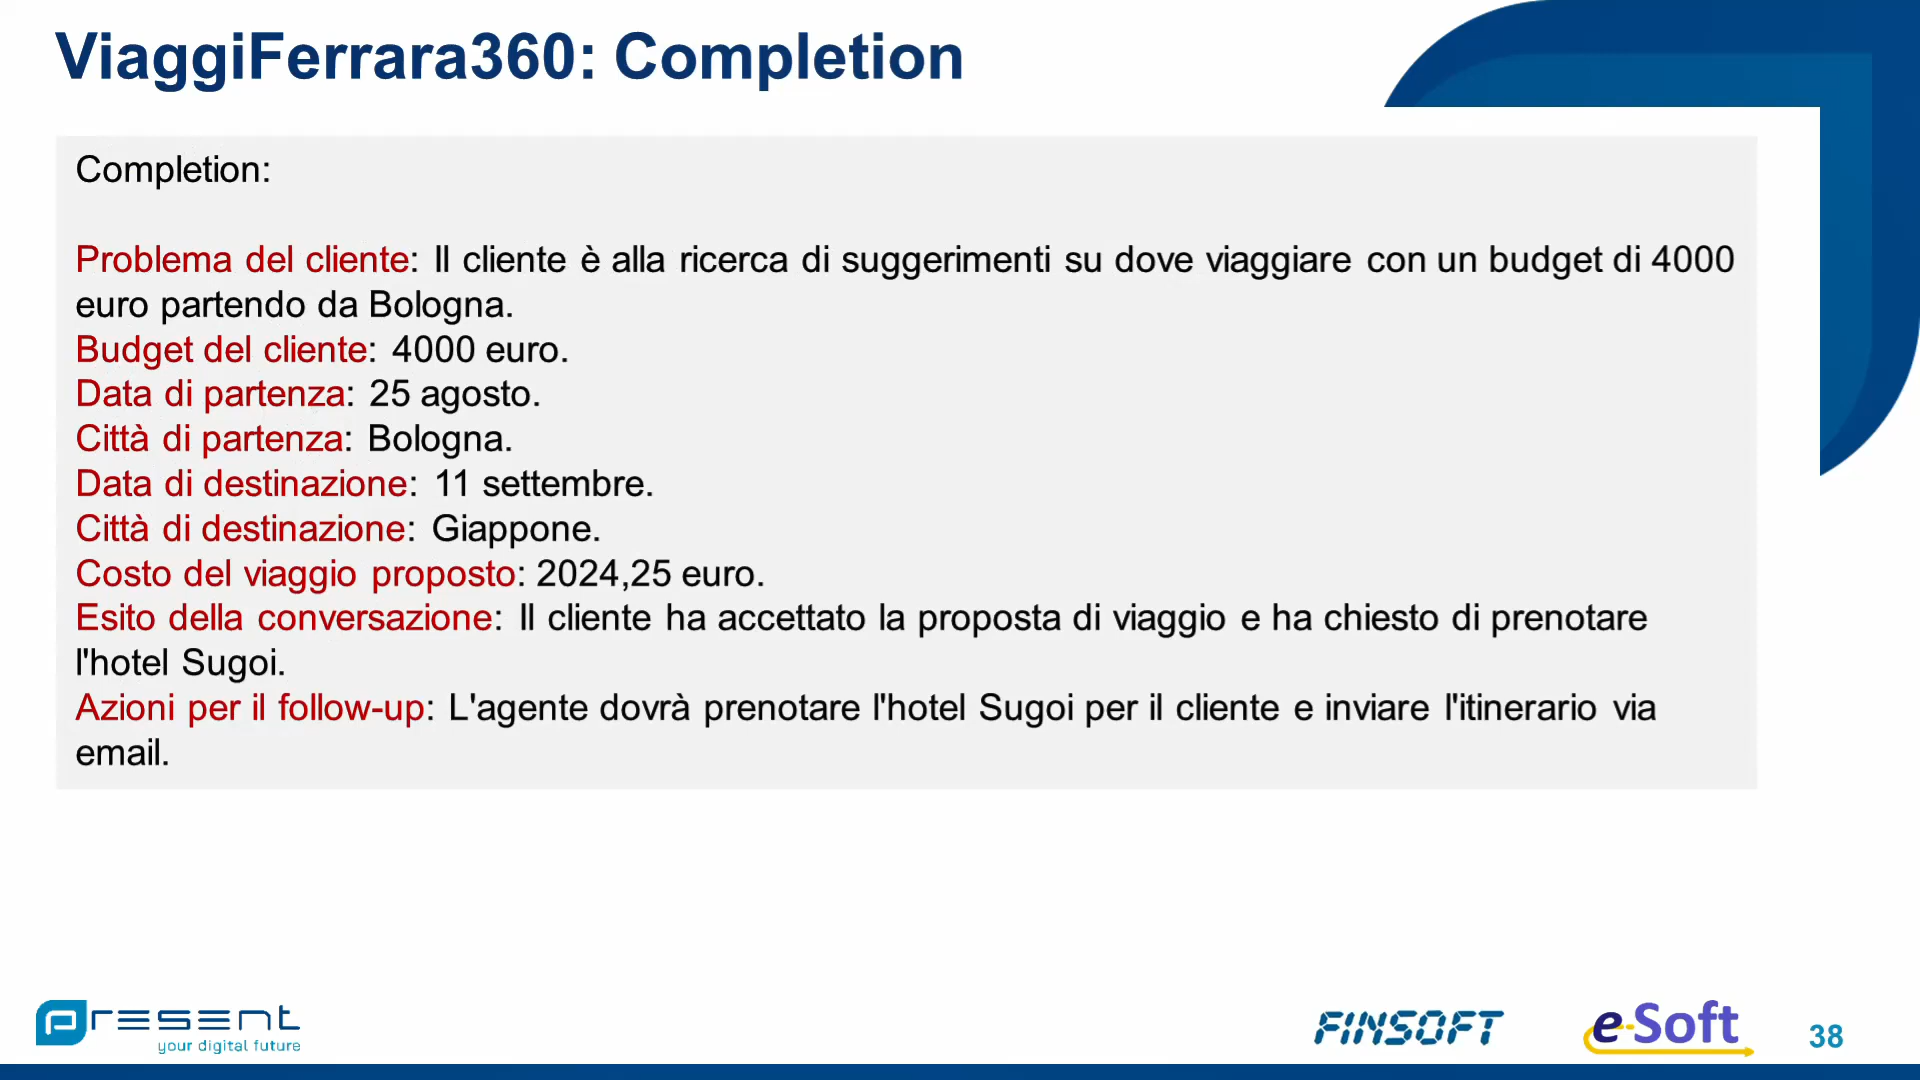 ViaggiFerrara360: Completion
Completion:
Problema del cliente: Il cliente è alla ricerca di suggerimenti su dove viaggiare con un budget di 4000
euro partendo da Bologna.
Budget del cliente: 4000 euro.
Data di partenza: 25 agosto.
Città di partenza: Bologna.
Data di destinazione: 11 settembre.
Città di destinazione: Giappone.
Costo del viaggio proposto: 2024,25 euro.
Esito della conversazione: Il cliente ha accettato la proposta di viaggio e ha chiesto di prenotare
l'hotel Sugoi.
Azioni per il follow-up: L'agente dovrà prenotare l'hotel Sugoi per il cliente e inviare l'itinerario via
email.
present
your digital future
FINSOFT
e-Soft
38